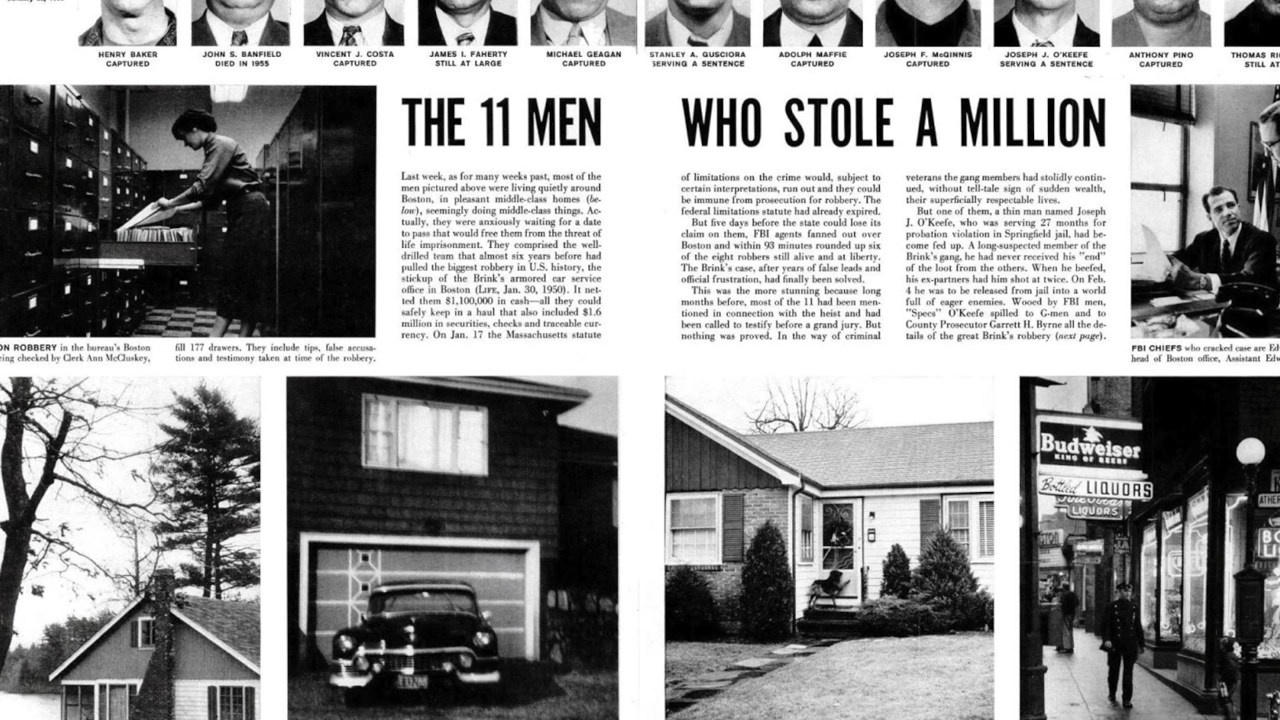 HENRY BAKER
CAPTURED
JOHN S. BANFIELD
DIED IN 1955
VINCENT J. COSTA
CAPTURED
JAMES I. FAHERTY
STILL AT LARGE
MICHAEL GEAGAN
CAPTURED
STANLEY A. GUSCIORA
SERVING A SENTENCE
ADOLPH MAFFIE
CAPTURED
JOSEPH F. McGINNIS
CAPTURED
JOSEPH J. O'KEEFE
SERVING A SENTENCE
ANTHONY PINO
CAPTURED
THOMAS RI
STILL AT
THE 11 MEN WHO STOLE A MILLION
Last week, as for many weeks past, most of the
men pictured above were living quietly around
Boston, in pleasant middle-class homes (be-
low), seemingly doing middle-class things. Ac-
tually, they were anxiously waiting for a date
to pass that would free them from the threat of
life imprisonment. They comprised the well-
drilled team that almost six years before had
pulled the biggest robbery in U.S. history, the
stickup of the Brink's armored car service
office in Boston (LIFE, Jan. 30, 1950). It net-
ted them $1,100,000 in cash—all they could
safely keep in a haul that also included $1.6
million in securities, checks and traceable cur-
rency. On Jan. 17 the Massachusetts statute
of limitations on the crime would, subject to
certain interpretations, run out and they could
be immune from prosecution for robbery. The
federal limitations statute had already expired.
But five days before the state could lose its
claim on them, FBI agents fanned out over
Boston and within 93 minutes rounded up six
of the eight robbers still alive and at liberty.
The Brink's case, after years of false leads and
official frustration, had finally been solved.
This was the more stunning because long
months before, most of the 11 had been men-
tioned in connection with the heist and had
been called to testify before a grand jury. But
nothing was proved. In the way of criminal
veterans the gang members had stolidly contin-
ued, without tell-tale sign of sudden wealth,
their superficially respectable lives.
But one of them, a thin man named Joseph
J. O'Keefe, who was serving 27 months for
probation violation in Springfield jail, had be-
come fed up. A long-suspected member of the
Brink's gang, he had never received his "end"
of the loot from the others. When he beefed,
his ex-partners had him shot at twice. On Feb.
4 he was to be released from jail into a world
full of eager enemies. Wooed by FBI men,
"Specs" O'Keefe spilled to G-men and to
County Prosecutor Garrett H. Byrne all the de-
tails of the great Brink's robbery (next page).
ON ROBBERY in the bureau's Boston
ring checked by Clerk Ann McCluskey,
fill 177 drawers. They include tips, false accusa-
tions and testimony taken at time of the robbery.
FBI CHIEFS who cracked case are Ed
head of Boston office, Assistant Edw
Budweiser
KING OF BEERS
Bottled LIQUORS
LIQUORS